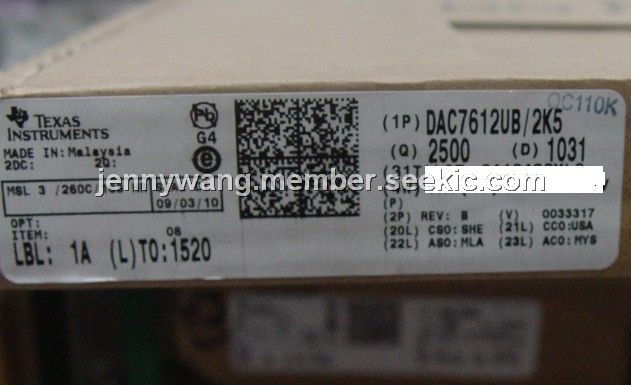 QC110K
TEXAS INSTRUMENTS
Pb
G4
e
MADE IN: Malaysia
2DC: 2Q:
MSL 3 /260C/
09/03/10
OPT:
ITEM: 08
LBL: 1A (L)TO:1520
(1P) DAC7612UB/2K5
(Q) 2500 (D) 1031
(P)
(2P) REV: B (V) 0033317
(20L) CSO:SHE (21L) CCO:USA
(22L) ASO:MLA (23L) ACO:MYS
jennywang.member.seekic.com